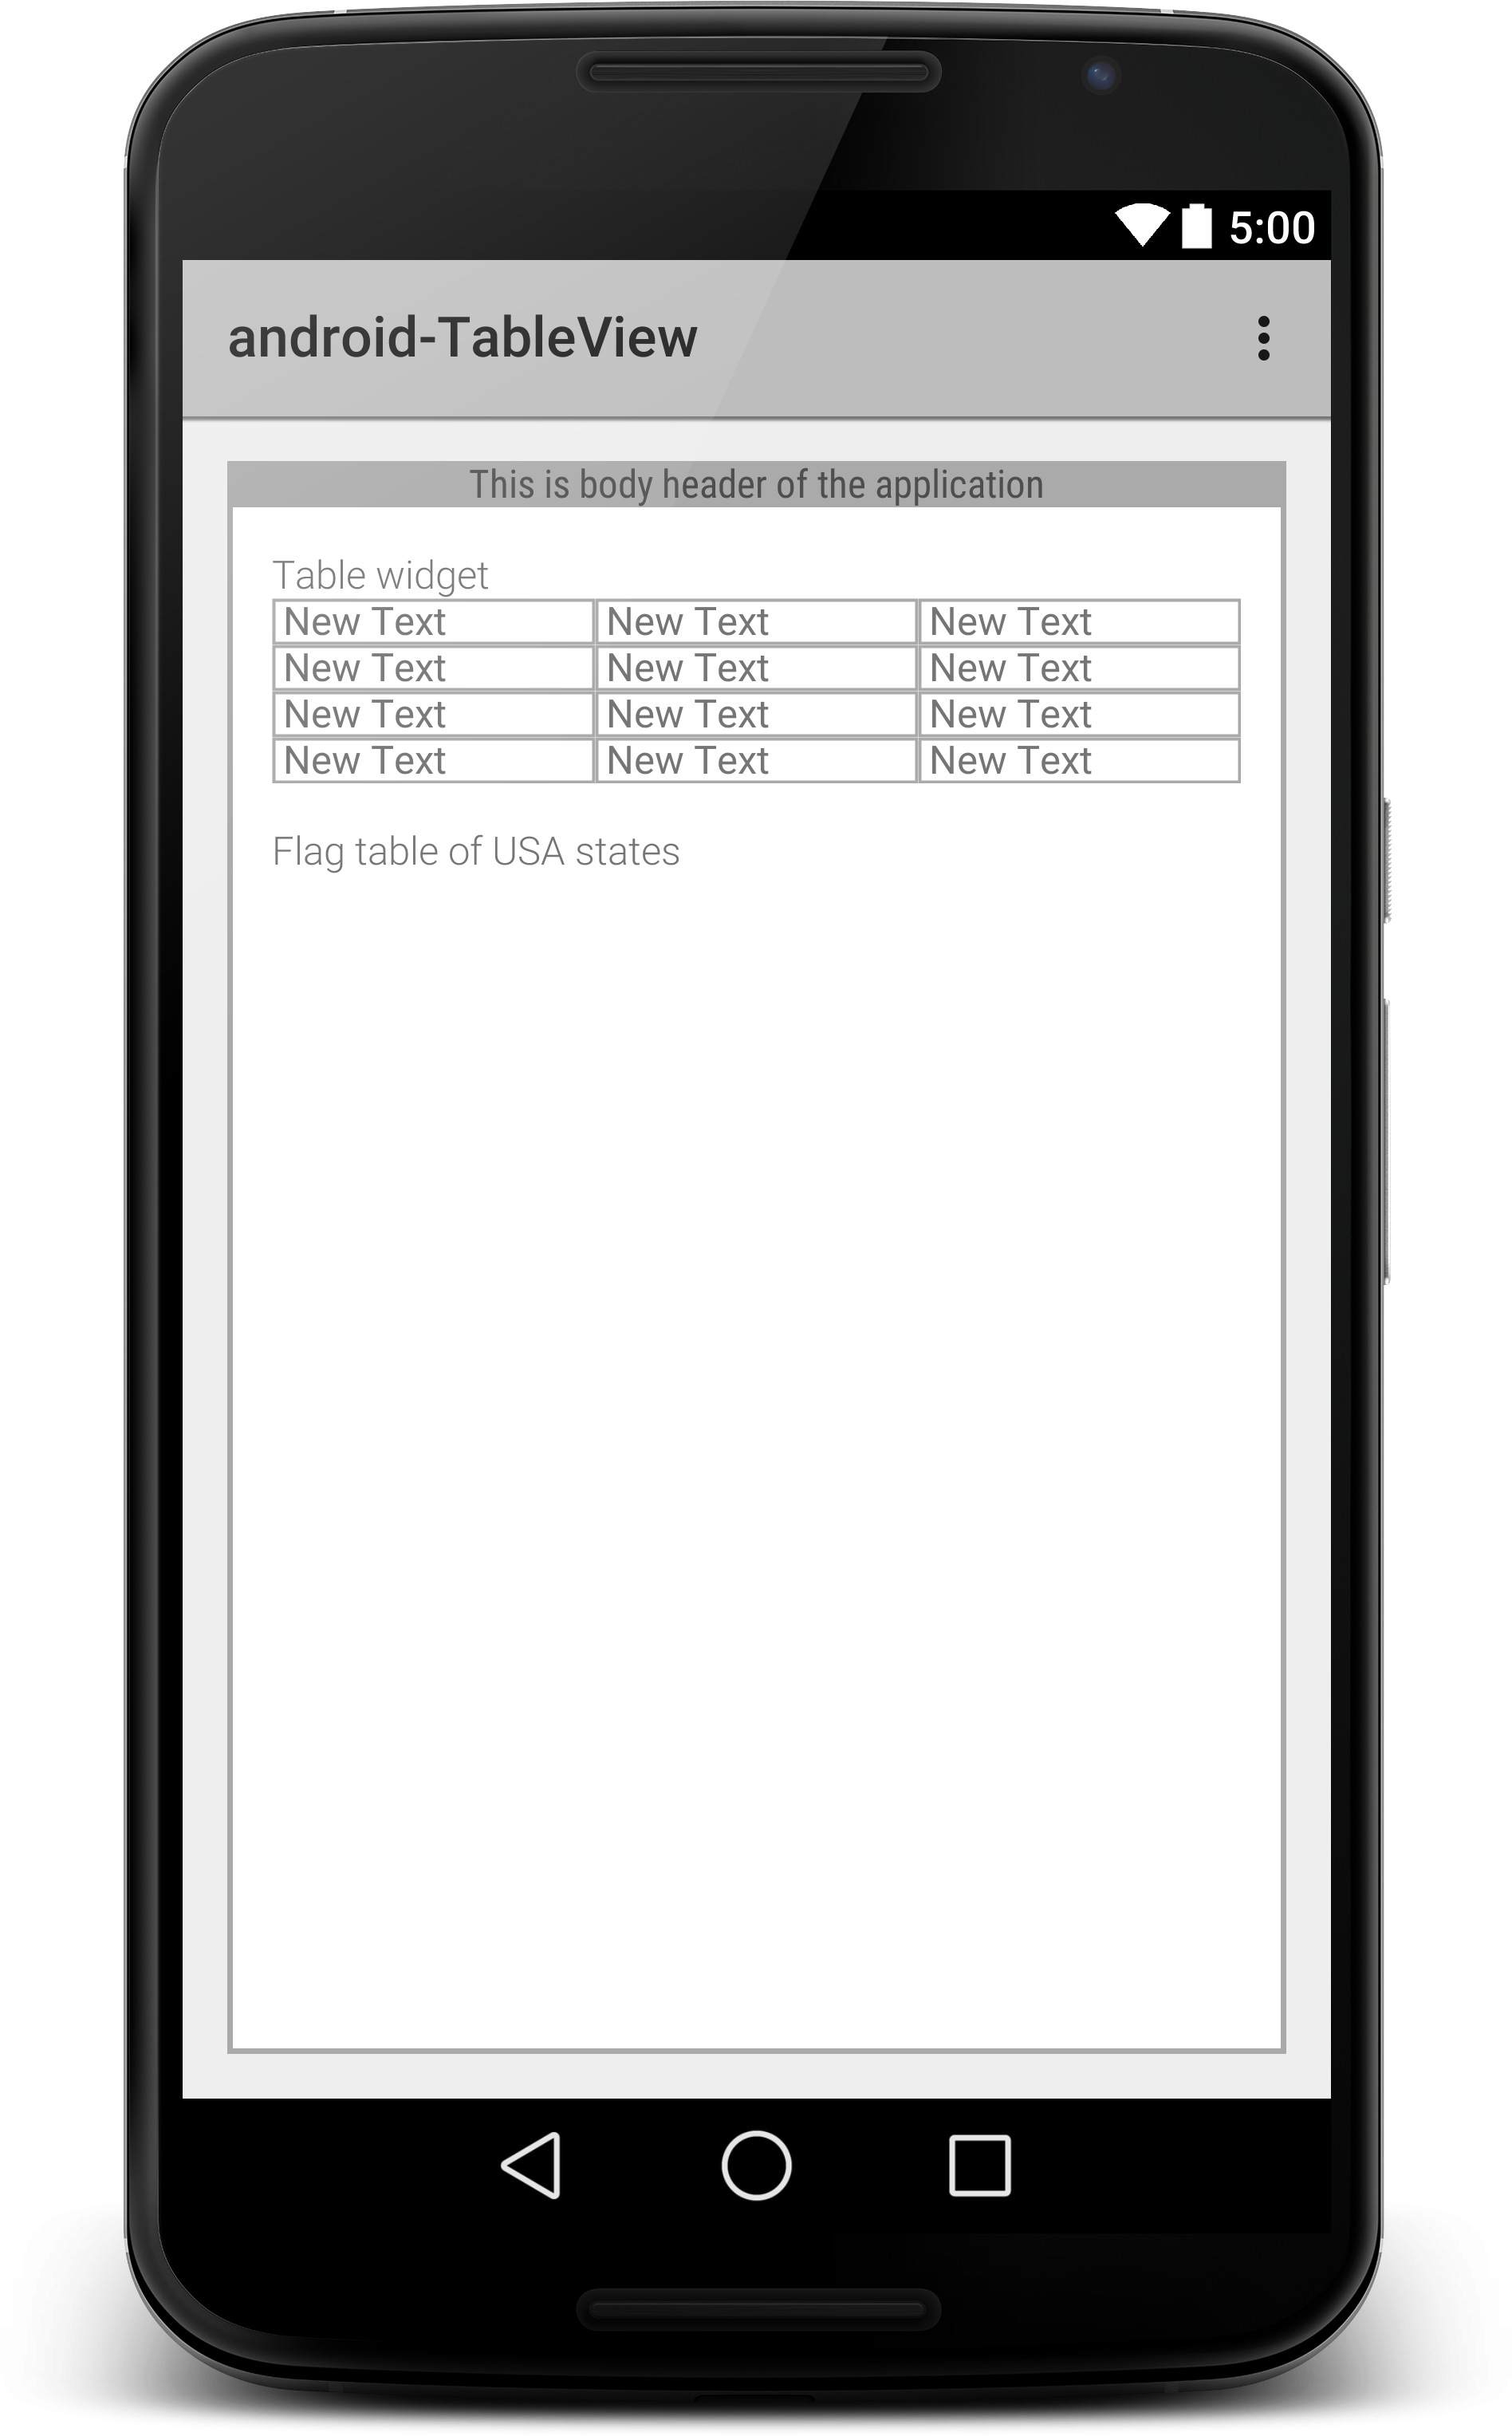 5:00
android-TableView
This is body header of the application
Table widget
New Text New Text New Text
New Text New Text New Text
New Text New Text New Text
New Text New Text New Text
Flag table of USA states